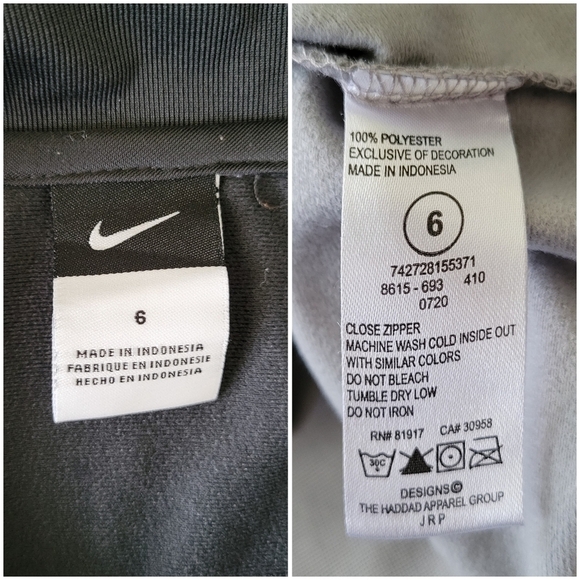 6
MADE IN INDONESIA
FABRIQUE EN INDONESIE
HECHO EN INDONESIA
100% POLYESTER
EXCLUSIVE OF DECORATION
MADE IN INDONESIA
6
742728155371
8615 - 693 410
0720
CLOSE ZIPPER
MACHINE WASH COLD INSIDE OUT
WITH SIMILAR COLORS
DO NOT BLEACH
TUMBLE DRY LOW
DO NOT IRON
RN# 81917 CA# 30958
30C
DESIGNS©
THE HADDAD APPAREL GROUP
J R P